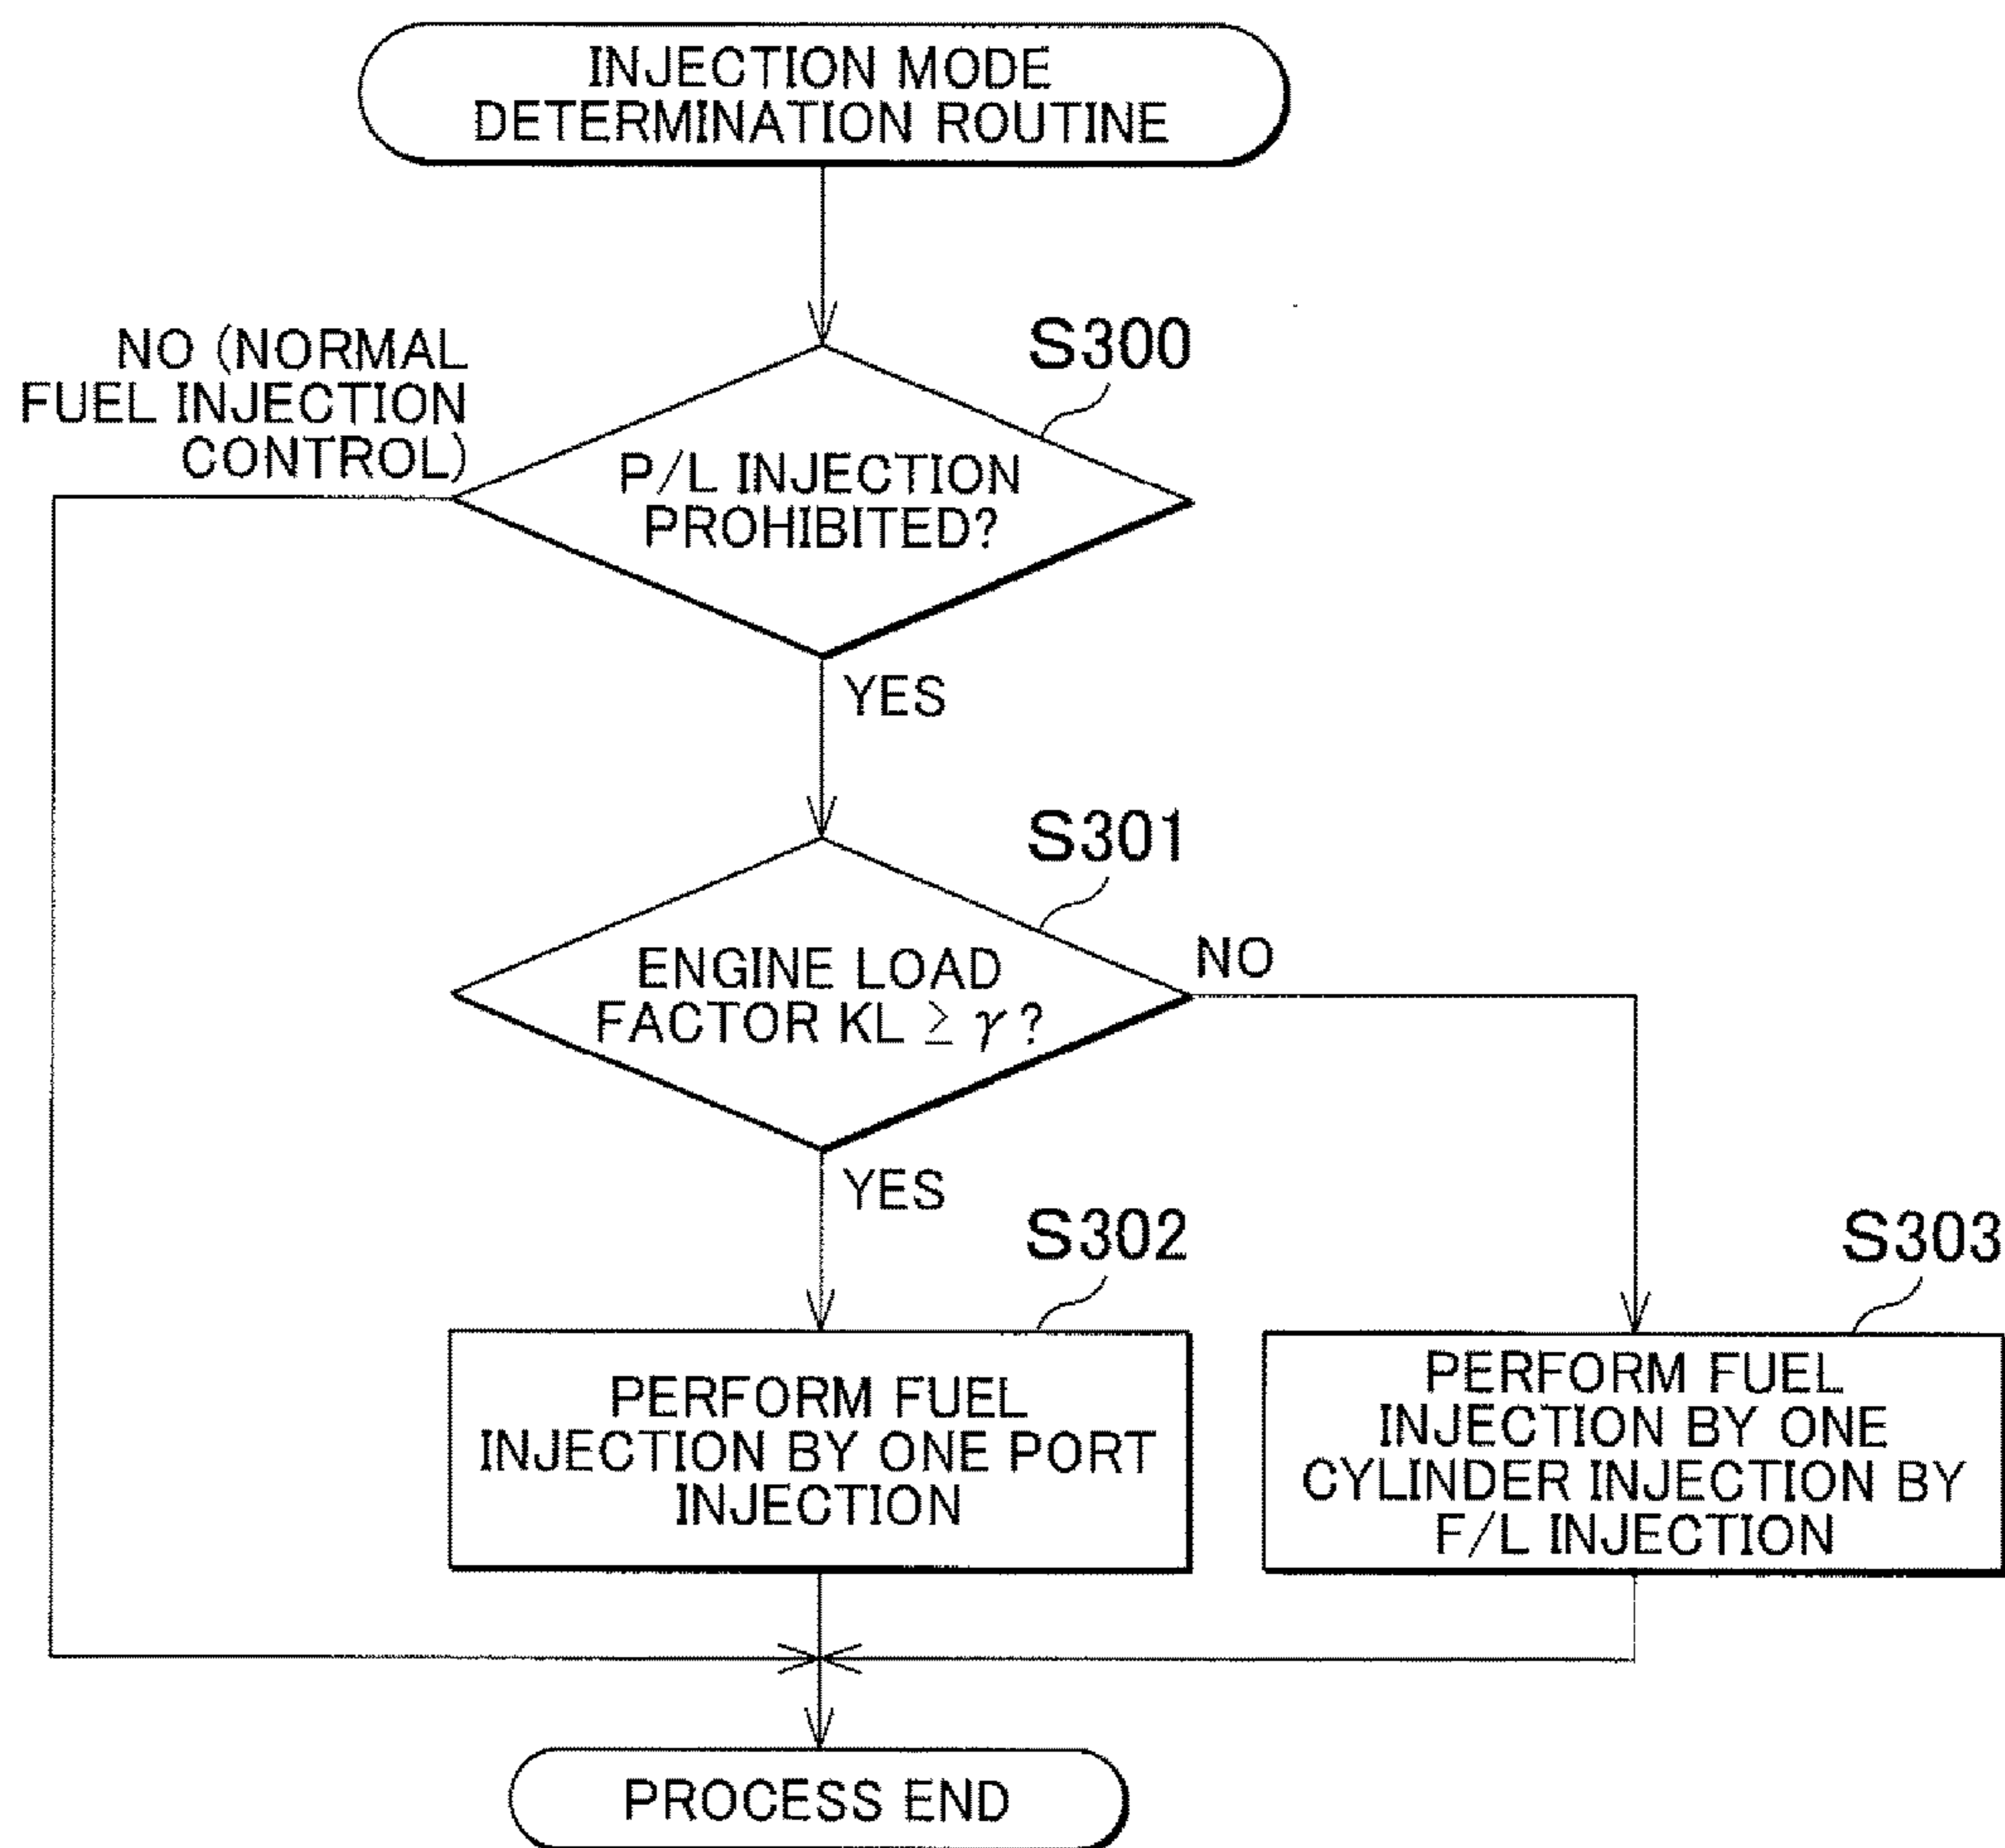 INJECTION MODE
DETERMINATION ROUTINE
S300
NO (NORMAL
FUEL INJECTION
CONTROL)
P/L INJECTION
PROHIBITED?
YES
S301
ENGINE LOAD
FACTOR KL ≥ γ?
NO
YES
S302
S303
PERFORM FUEL
INJECTION BY ONE PORT
INJECTION
PERFORM FUEL
INJECTION BY ONE
CYLINDER INJECTION BY
F/L INJECTION
PROCESS END